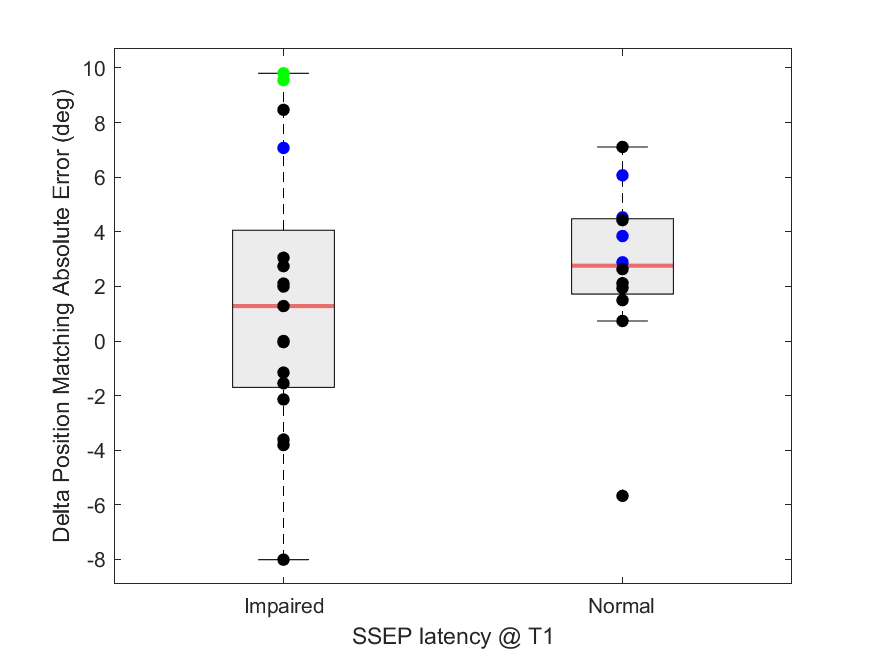 Delta Position Matching Absolute Error (deg)
10
8
6
4
2
0
-2
-4
-6
-8
Impaired
Normal
SSEP latency @ T1